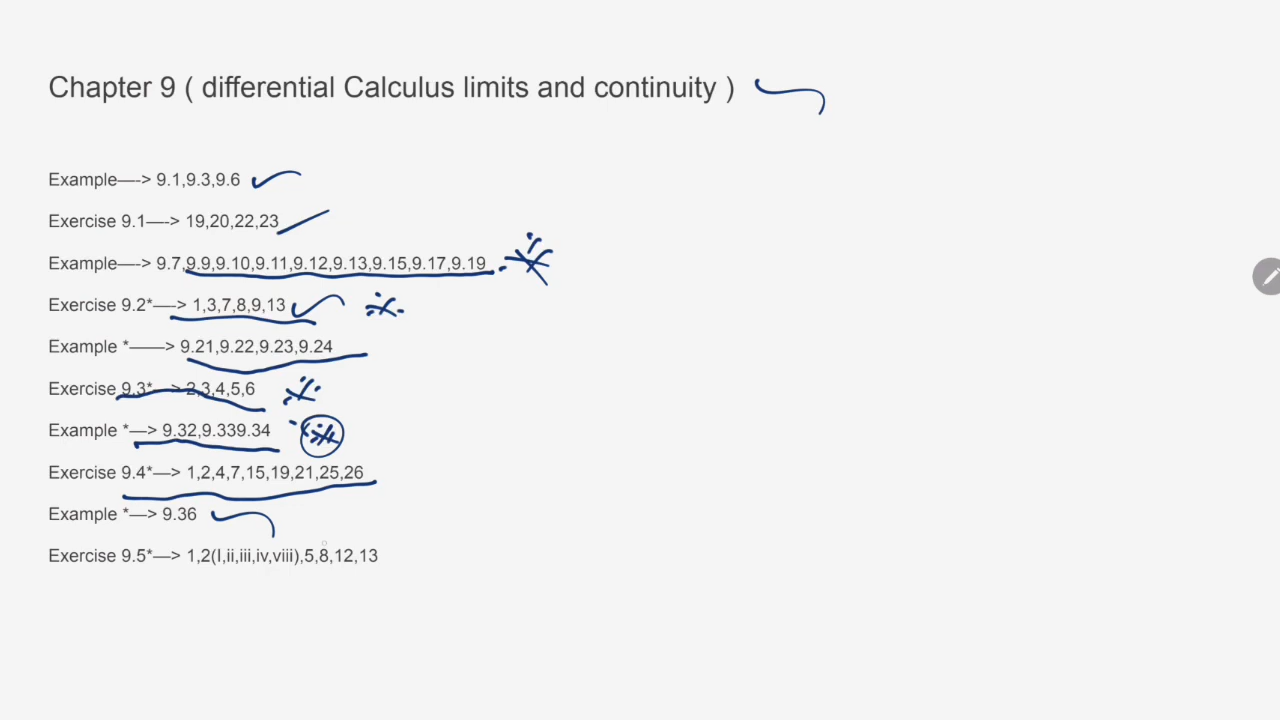 Chapter 9 ( differential Calculus limits and continuity )
Example—-> 9.1,9.3,9.6
Exercise 9.1—-> 19,20,22,23
Example—-> 9.7,9.9,9.10,9.11,9.12,9.13,9.15,9.17,9.19
Exercise 9.2*—-> 1,3,7,8,9,13
Example *——> 9.21,9.22,9.23,9.24
Exercise 9.3*—> 2,3,4,5,6
Example *—> 9.32,9.339.34
Exercise 9.4*—> 1,2,4,7,15,19,21,25,26
Example *—> 9.36
Exercise 9.5*—> 1,2(I,ii,iii,iv,viii),5,8,12,13